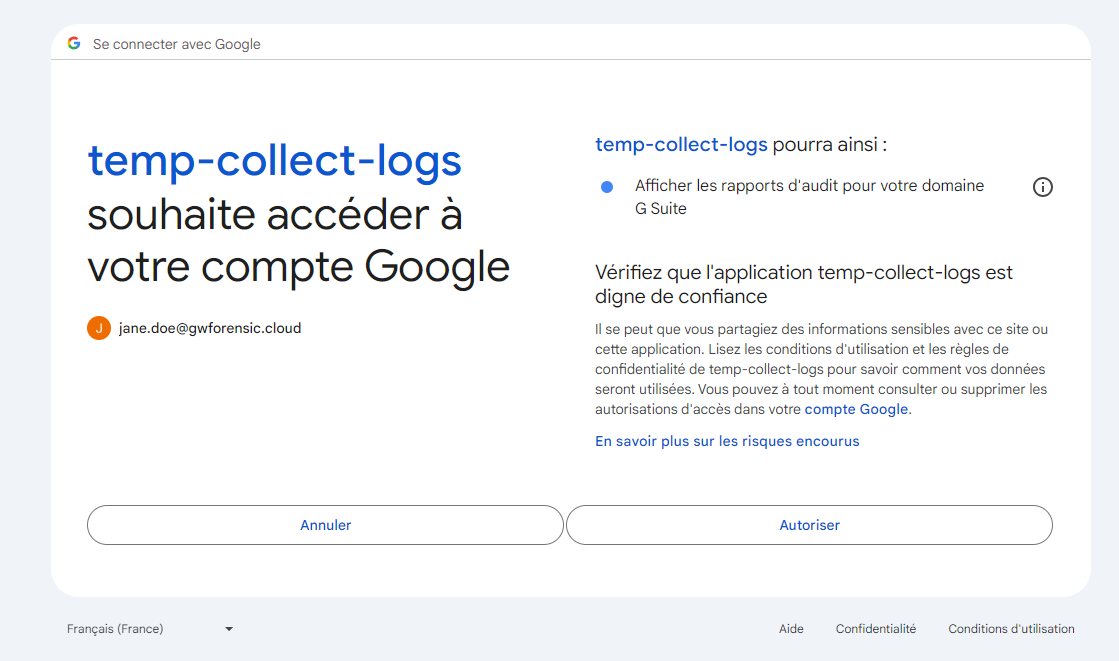 Se connecter avec Google
temp-collect-logs
souhaite accéder à
votre compte Google
J
jane.doe@gwforensic.cloud
temp-collect-logs pourra ainsi :
Afficher les rapports d'audit pour votre domaine
G Suite
Vérifiez que l'application temp-collect-logs est
digne de confiance
Il se peut que vous partagiez des informations sensibles avec ce site ou
cette application. Lisez les conditions d'utilisation et les règles de
confidentialité de temp-collect-logs pour savoir comment vos données
seront utilisées. Vous pouvez à tout moment consulter ou supprimer les
autorisations d'accès dans votre compte Google.
En savoir plus sur les risques encourus
Annuler
Autoriser
Français (France)
Aide
Confidentialité
Conditions d'utilisation